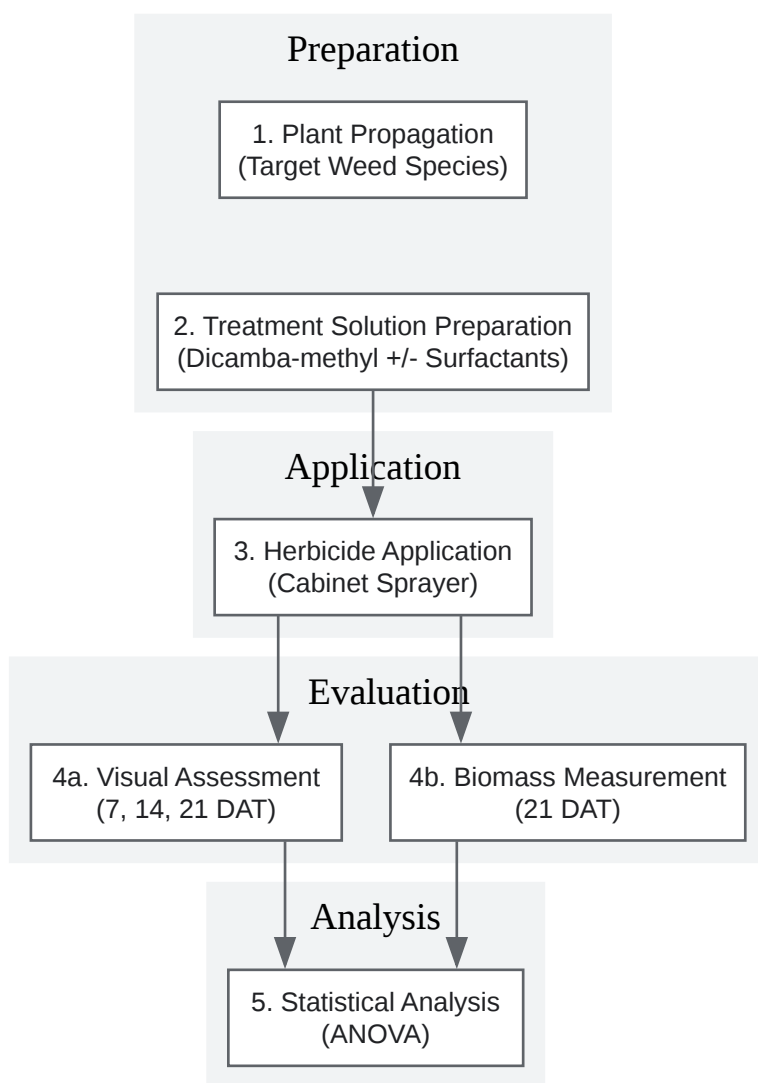 Preparation
1. Plant Propagation
(Target Weed Species)
2. Treatment Solution Preparation
(Dicamba-methyl +/- Surfactants)
Application
3. Herbicide Application
(Cabinet Sprayer)
Evaluation
4a. Visual Assessment
(7, 14, 21 DAT)
4b. Biomass Measurement
(21 DAT)
Analysis
5. Statistical Analysis
(ANOVA)